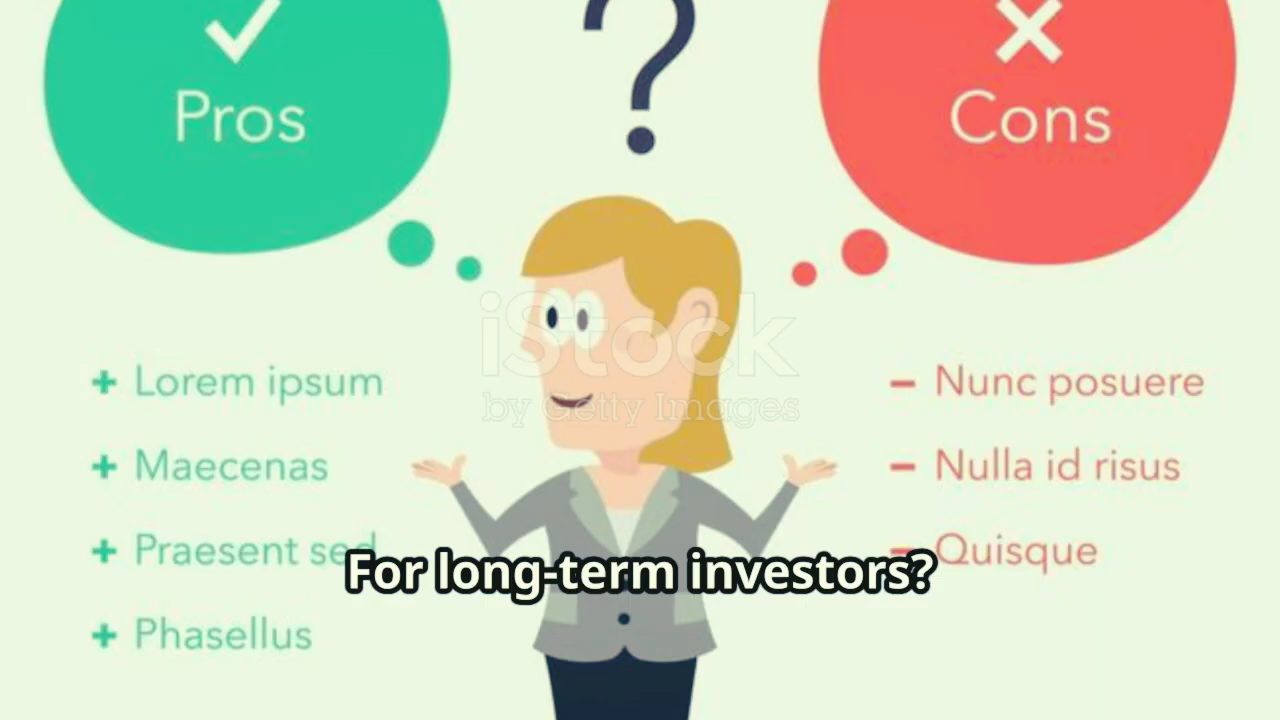 Pros
?
Cons
iStock
by Getty Images
+ Lorem ipsum
+ Maecenas
+ Praesent sed
+ Phasellus
– Nunc posuere
– Nulla id risus
– Quisque
For long-term investors?